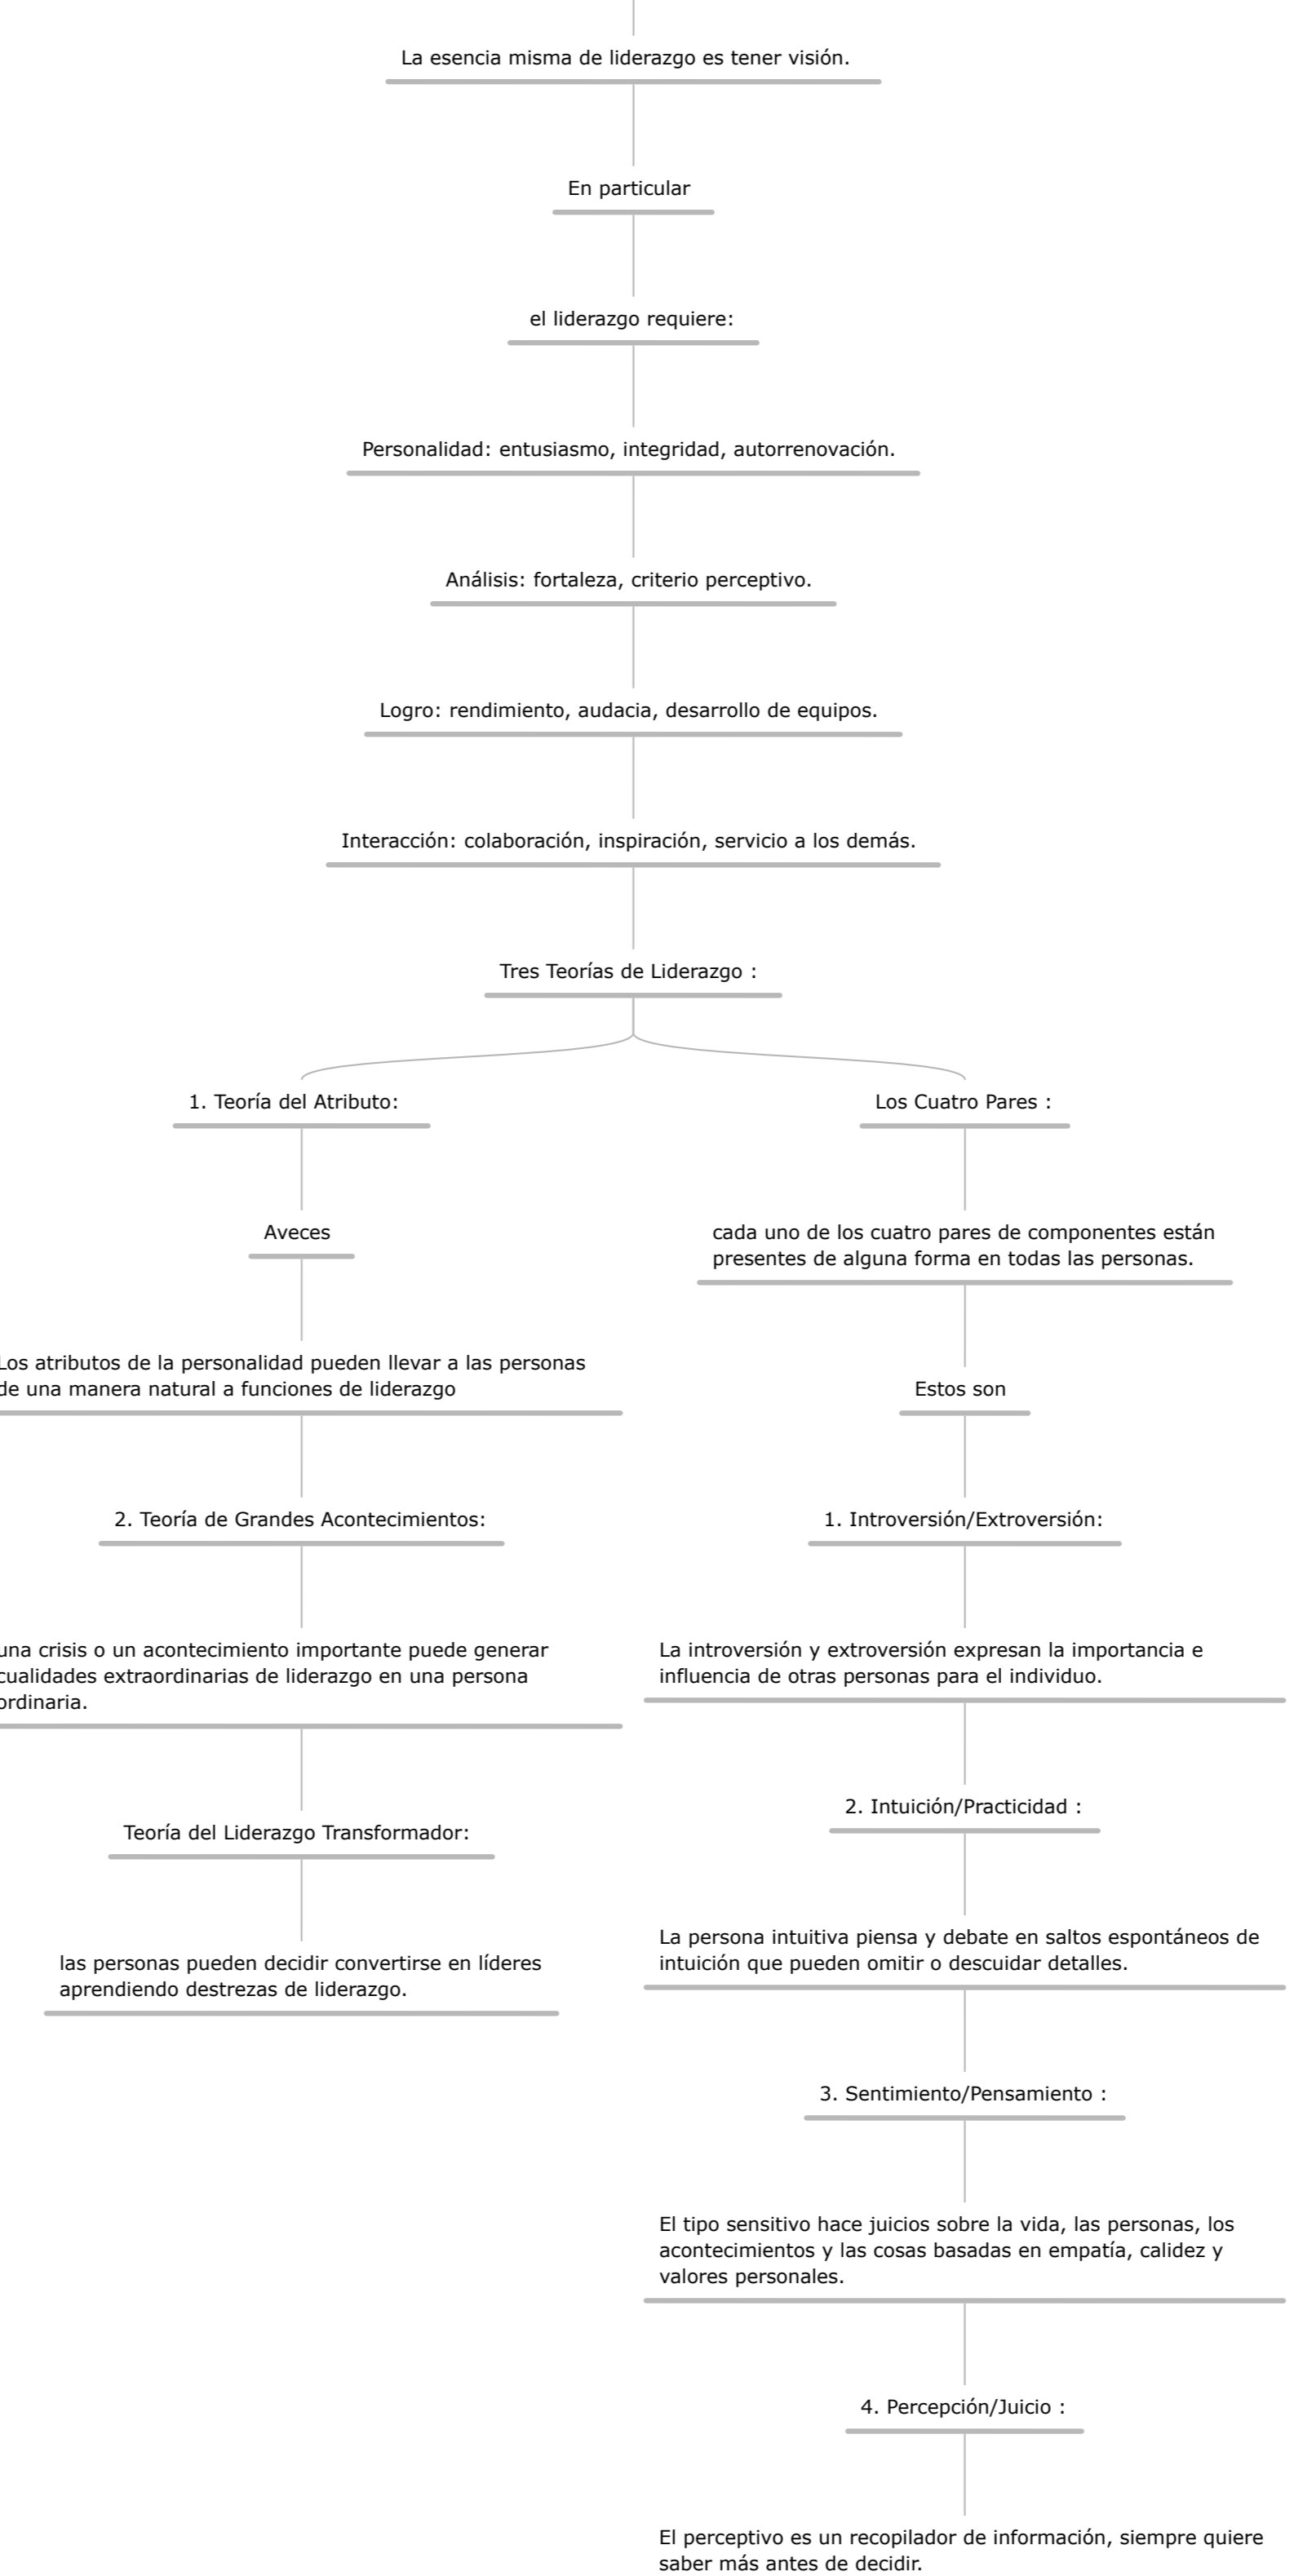 La esencia misma de liderazgo es tener visión.
En particular
el liderazgo requiere:
Personalidad: entusiasmo, integridad, autorrenovación.
Análisis: fortaleza, criterio perceptivo.
Logro: rendimiento, audacia, desarrollo de equipos.
Interacción: colaboración, inspiración, servicio a los demás.
Tres Teorías de Liderazgo :
1. Teoría del Atributo:
Aveces
Los atributos de la personalidad pueden llevar a las personas
de una manera natural a funciones de liderazgo
2. Teoría de Grandes Acontecimientos:
una crisis o un acontecimiento importante puede generar
cualidades extraordinarias de liderazgo en una persona
ordinaria.
Teoría del Liderazgo Transformador:
las personas pueden decidir convertirse en líderes
aprendiendo destrezas de liderazgo.
Los Cuatro Pares :
cada uno de los cuatro pares de componentes están
presentes de alguna forma en todas las personas.
Estos son
1. Introversión/Extroversión:
La introversión y extroversión expresan la importancia e
influencia de otras personas para el individuo.
2. Intuición/Practicidad :
La persona intuitiva piensa y debate en saltos espontáneos de
intuición que pueden omitir o descuidar detalles.
3. Sentimiento/Pensamiento :
El tipo sensitivo hace juicios sobre la vida, las personas, los
acontecimientos y las cosas basadas en empatía, calidez y
valores personales.
4. Percepción/Juicio :
El perceptivo es un recopilador de información, siempre quiere
saber más antes de decidir.